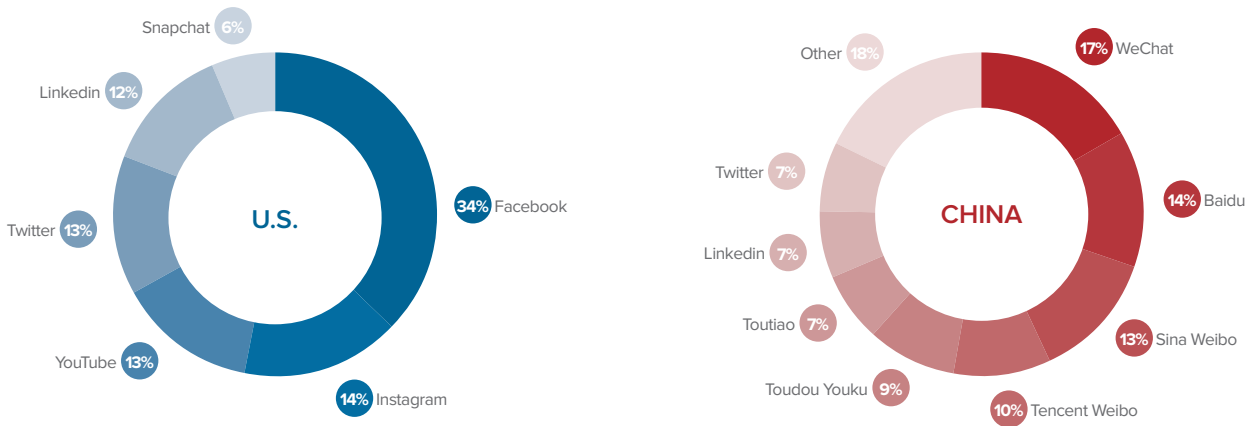 Snapchat 6%
Linkedin 12%
Twitter 13%
YouTube 13%
14% Instagram
34% Facebook
U.S.
Other 18%
17% WeChat
Twitter 7%
14% Baidu
Linkedin 7%
Toutiao 7%
13% Sina Weibo
Toudou Youku 9%
10% Tencent Weibo
CHINA